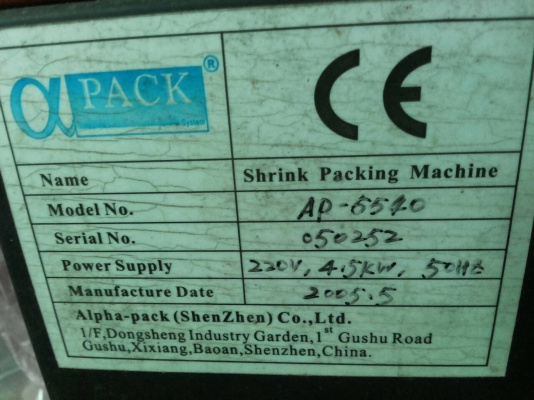 α PACK ®
CE
Name Shrink Packing Machine
Model No. AP-5540
Serial No. 050252
Power Supply 220V, 4.5KW, 50HB
Manufacture Date 2005.5
Alpha-pack(ShenZhen)Co.,Ltd.
1/F,Dongsheng Industry Garden,1st Gushu Road
Gushu,Xixiang,Baoan,Shenzhen,China.